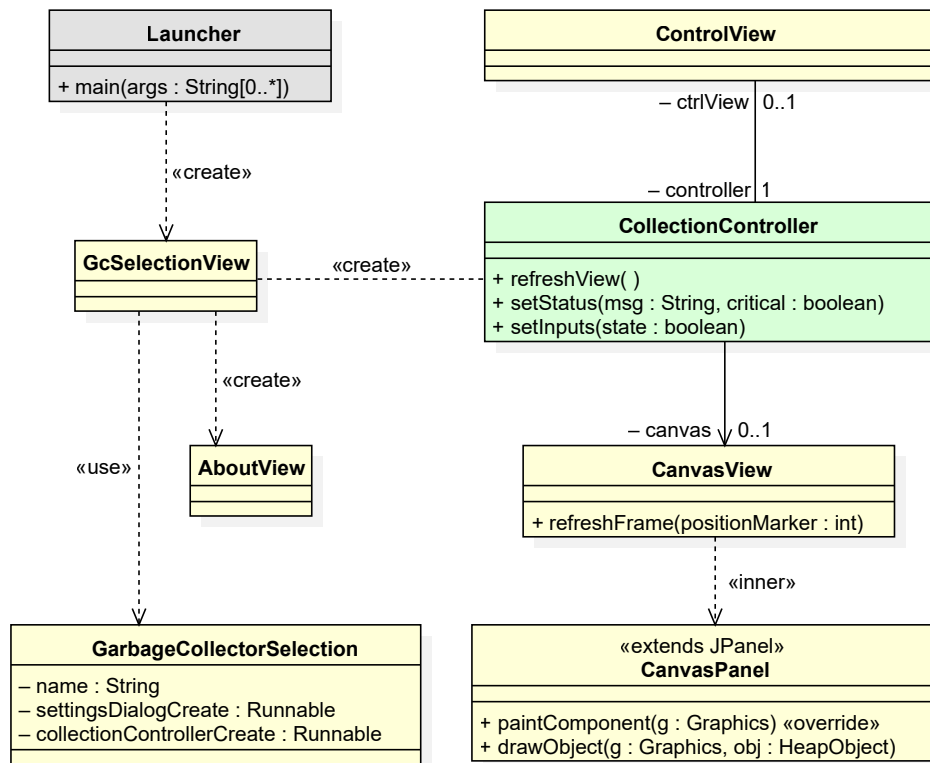 Launcher
+ main(args : String[0..*])
ControlView
– ctrlView 0..1
«create»
– controller 1
CollectionController
+ refreshView( )
+ setStatus(msg : String, critical : boolean)
+ setInputs(state : boolean)
GcSelectionView
«create»
«create»
– canvas 0..1
«use»
AboutView
CanvasView
+ refreshFrame(positionMarker : int)
«inner»
GarbageCollectorSelection
– name : String
– settingsDialogCreate : Runnable
– collectionControllerCreate : Runnable
«extends JPanel»
CanvasPanel
+ paintComponent(g : Graphics) «override»
+ drawObject(g : Graphics, obj : HeapObject)